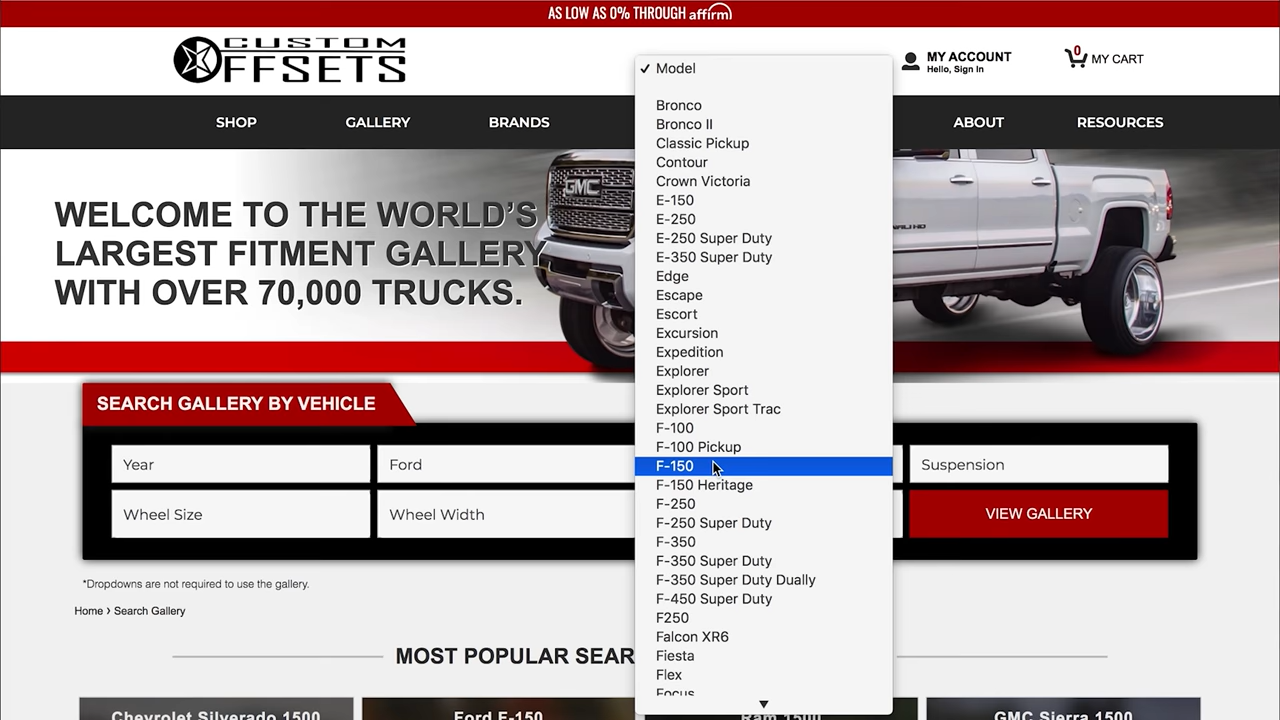 AS LOW AS 0% THROUGH affirm
CUSTOM
OFFSETS
MY ACCOUNT
Hello, Sign In
0
MY CART
SHOP
GALLERY
BRANDS
ABOUT
RESOURCES
WELCOME TO THE WORLD'S
LARGEST FITMENT GALLERY
WITH OVER 70,000 TRUCKS.
GMC
SEARCH GALLERY BY VEHICLE
Year
Ford
Suspension
Wheel Size
Wheel Width
VIEW GALLERY
✓ Model
Bronco
Bronco II
Classic Pickup
Contour
Crown Victoria
E-150
E-250
E-250 Super Duty
E-350 Super Duty
Edge
Escape
Escort
Excursion
Expedition
Explorer
Explorer Sport
Explorer Sport Trac
F-100
F-100 Pickup
F-150
F-150 Heritage
F-250
F-250 Super Duty
F-350
F-350 Super Duty
F-350 Super Duty Dually
F-450 Super Duty
F250
Falcon XR6
Fiesta
Flex
Focus
*Dropdowns are not required to use the gallery.
Home › Search Gallery
MOST POPULAR SEAR
Chevrolet Silverado 1500
Ford F-150
Ram 1500
GMC Sierra 1500